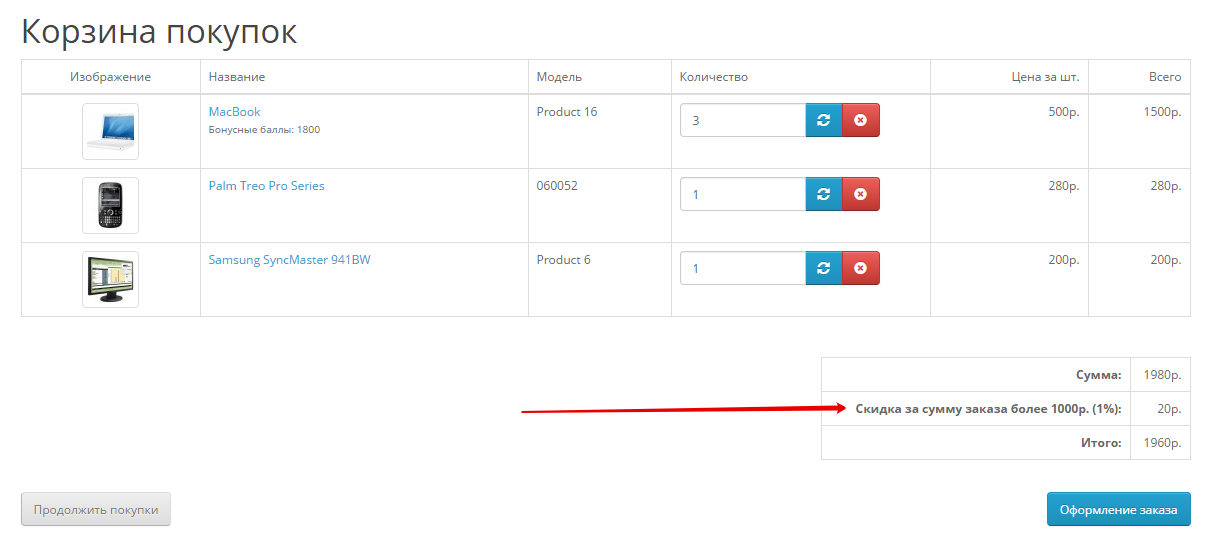 Корзина покупок
Изображение Название Модель Количество Цена за шт. Всего
MacBook Product 16 3 500р. 1500р.
Бонусные баллы: 1800
Palm Treo Pro Series 060052 1 280р. 280р.
Samsung SyncMaster 941BW Product 6 1 200р. 200р.
Сумма: 1980р.
Скидка за сумму заказа более 1000р. (1%): 20р.
Итого: 1960р.
Продолжить покупки Оформление заказа